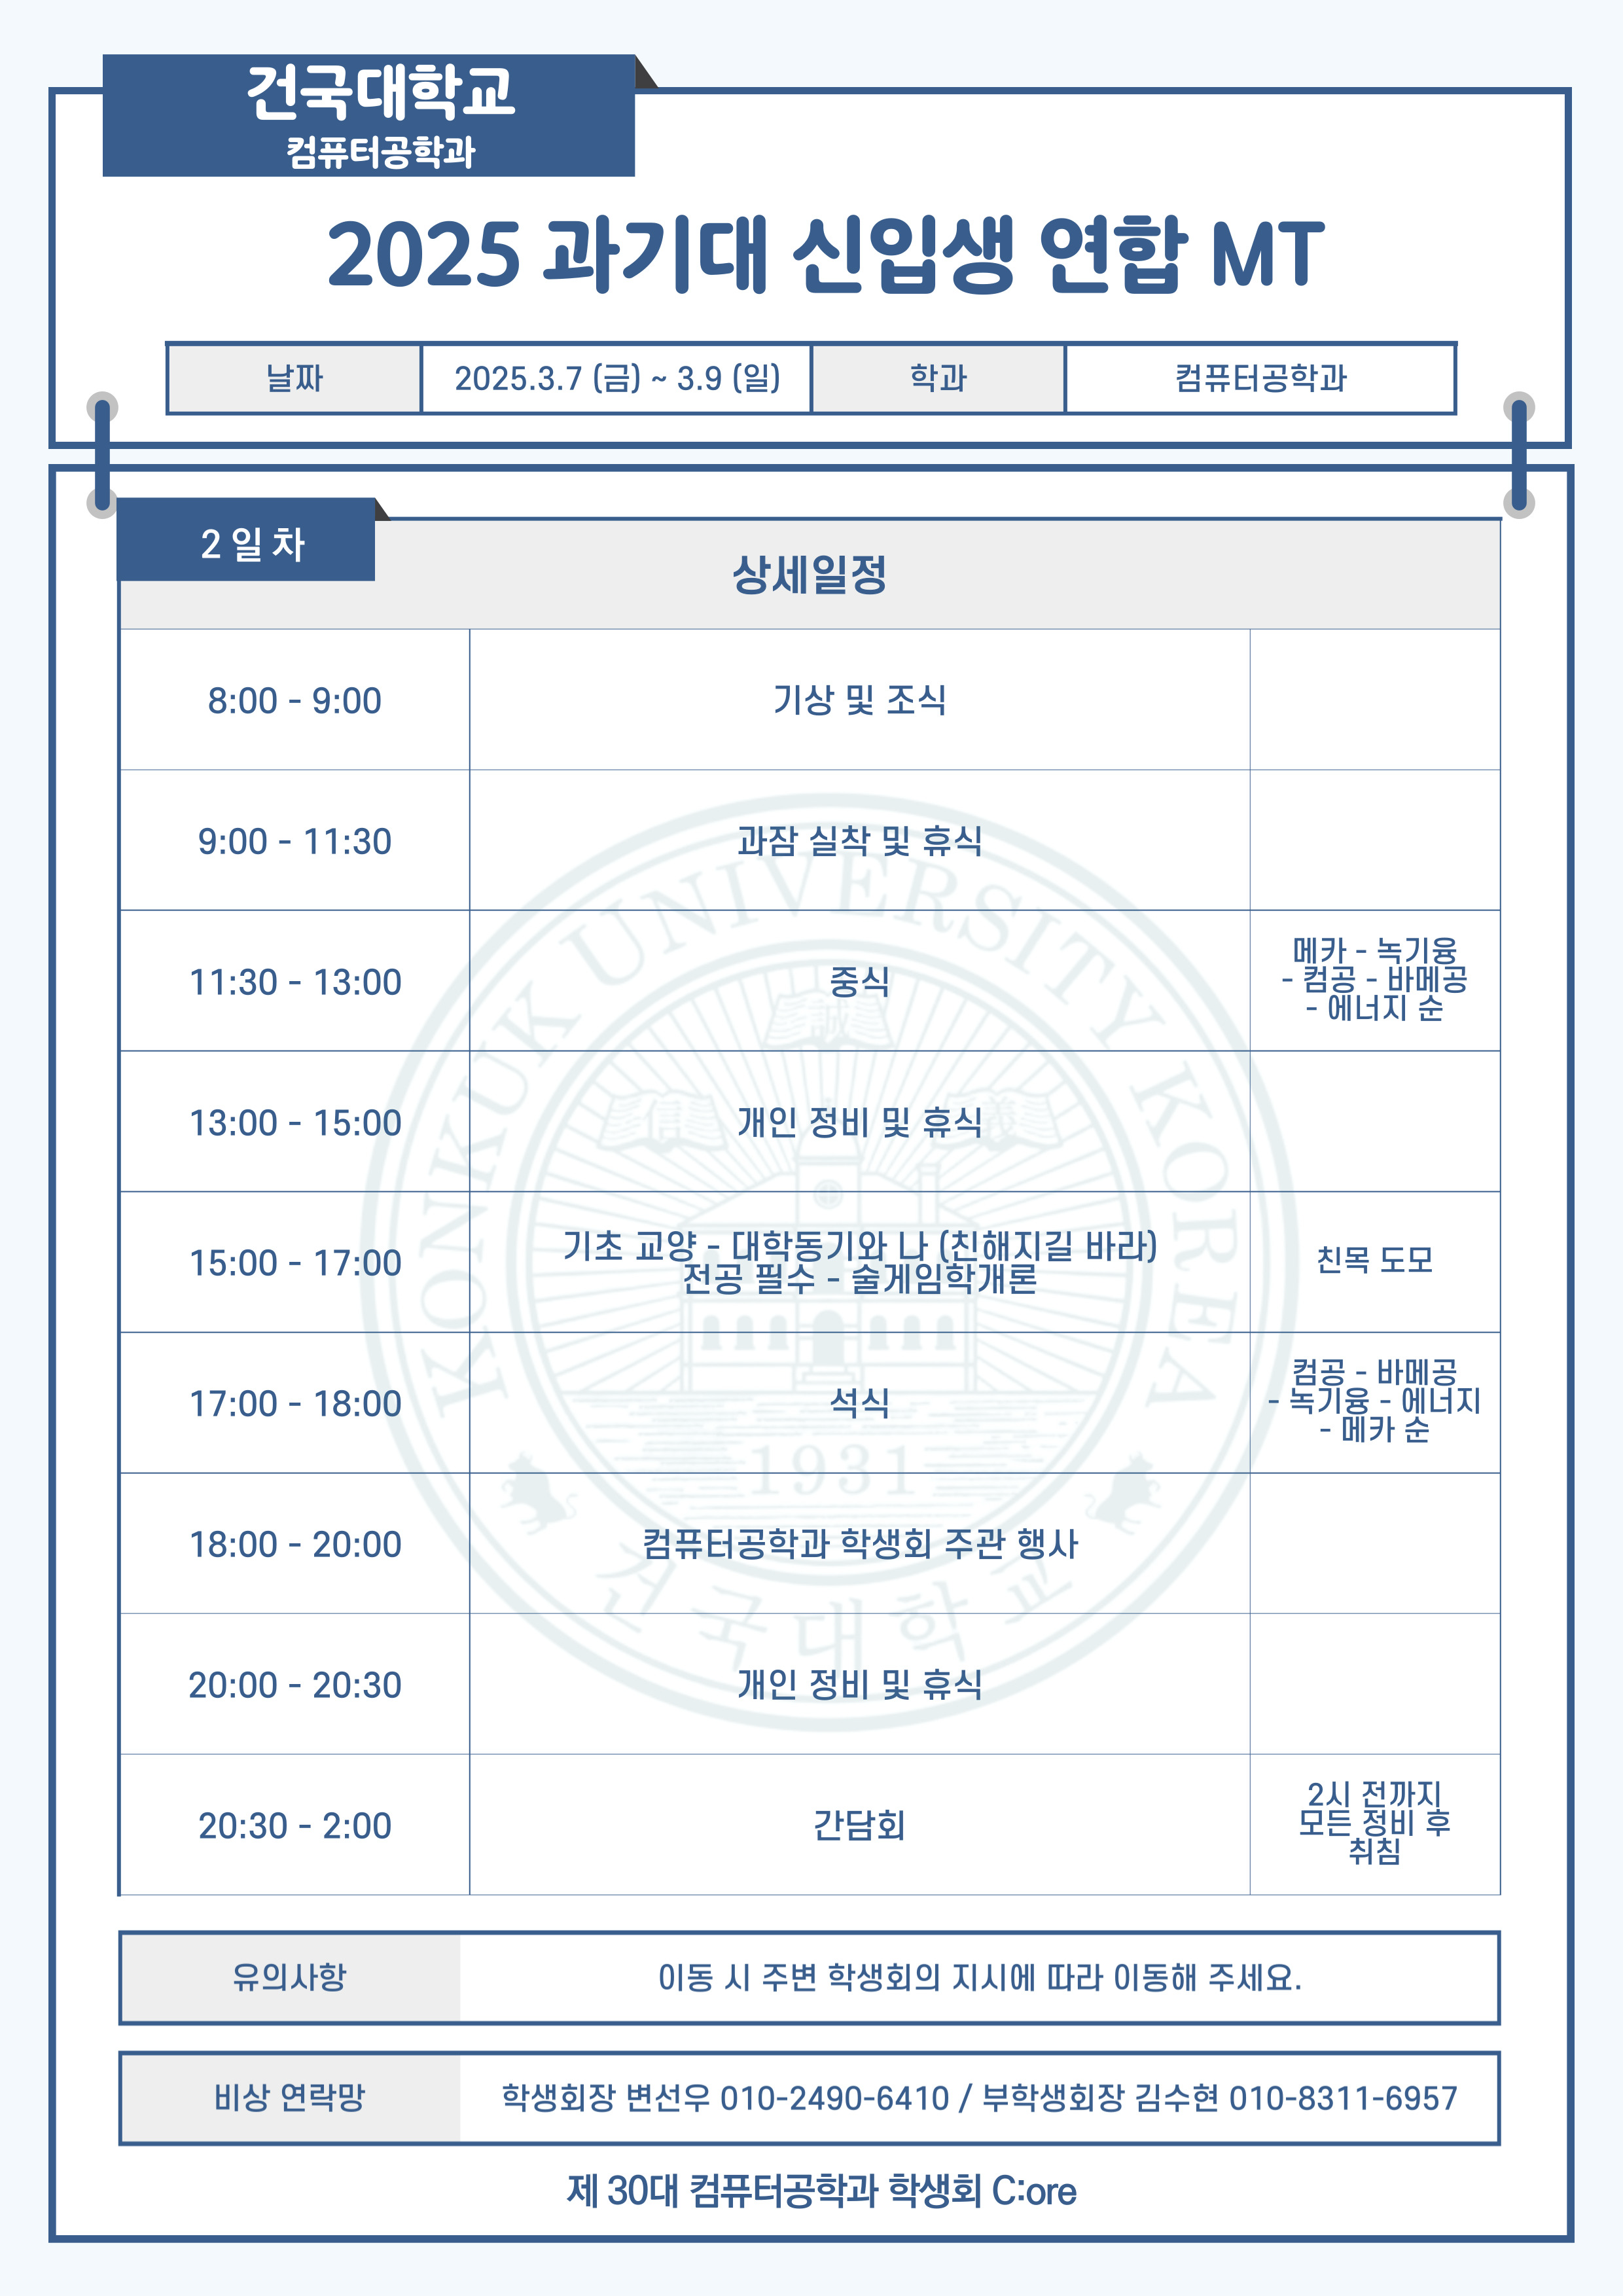 건국대학교
컴퓨터공학과
2025 과기대 신입생 연합 MT
날짜
2025.3.7 (금) ~ 3.9 (일)
학과
컴퓨터공학과
2일차
상세일정
8:00 - 9:00
기상 및 조식
9:00 - 11:30
과잠 실착 및 휴식
11:30 - 13:00
중식
메카 - 녹기융
- 컴공 - 바메공
- 에너지 순
13:00 - 15:00
개인 정비 및 휴식
15:00 - 17:00
기초 교양 - 대학동기와 나 (친해지길 바라)
전공 필수 - 술게임학개론
친목 도모
17:00 - 18:00
석식
컴공 - 바메공
- 녹기융 - 에너지
- 메카 순
18:00 - 20:00
컴퓨터공학과 학생회 주관 행사
20:00 - 20:30
개인 정비 및 휴식
20:30 - 2:00
간담회
2시 전까지
모든 정비 후
취침
KONKUK UNIVERSITY KOREA
誠
信
義
1931
건국대학교
유의사항
이동 시 주변 학생회의 지시에 따라 이동해 주세요.
비상 연락망
학생회장 변선우 010-2490-6410 / 부학생회장 김수현 010-8311-6957
제 30대 컴퓨터공학과 학생회 C:ore